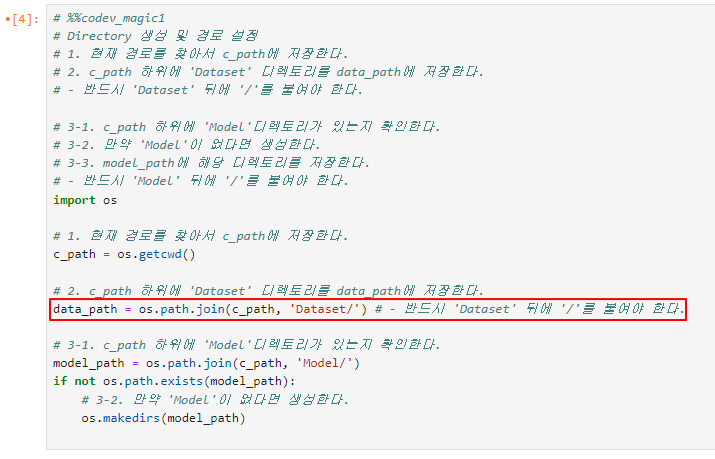 •[4]:
# %%codev_magic1
# Directory 생성 및 경로 설정
# 1. 현재 경로를 찾아서 c_path에 저장한다.
# 2. c_path 하위에 'Dataset' 디렉토리를 data_path에 저장한다.
# - 반드시 'Dataset' 뒤에 '/'를 붙여야 한다.
# 3-1. c_path 하위에 'Model'디렉토리가 있는지 확인한다.
# 3-2. 만약 'Model'이 없다면 생성한다.
# 3-3. model_path에 해당 디렉토리를 저장한다.
# - 반드시 'Model' 뒤에 '/'를 붙여야 한다.
import os
# 1. 현재 경로를 찾아서 c_path에 저장한다.
c_path = os.getcwd()
# 2. c_path 하위에 'Dataset' 디렉토리를 data_path에 저장한다.
data_path = os.path.join(c_path, 'Dataset/') # - 반드시 'Dataset' 뒤에 '/'를 붙여야 한다.
# 3-1. c_path 하위에 'Model'디렉토리가 있는지 확인한다.
model_path = os.path.join(c_path, 'Model/')
if not os.path.exists(model_path):
    # 3-2. 만약 'Model'이 없다면 생성한다.
    os.makedirs(model_path)